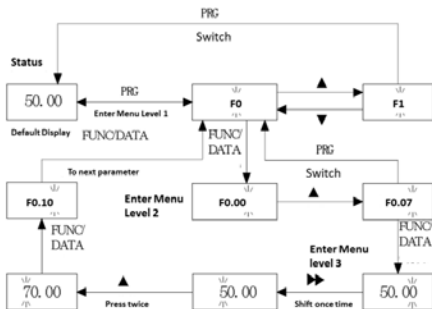 PRG
Switch
Status
50.00
PRG
Enter Menu Level 1
F0
▲
▼
F1
Default Display
FUNC/DATA
FUNC/
DATA
PRG
Switch
To next parameter
F0.10
Enter Menu
Level 2
F0.00
▲
F0.07
FUNC/
DATA
Enter Menu
level 3
FUNC/
DATA
70.00
▲
Press twice
50.00
▶▶
Shift once time
50.00